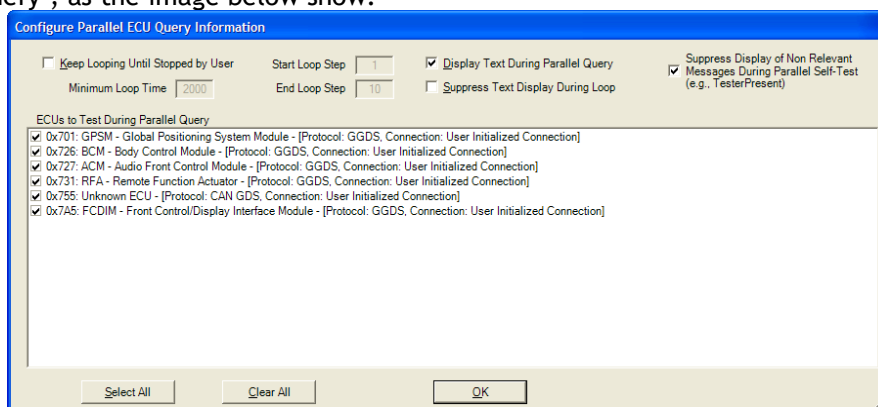 uery , as the image below show.
Configure Parallel ECU Query Information
Keep Looping Until Stopped by User
Start Loop Step 1
Display Text During Parallel Query
Suppress Display of Non Relevant
Messages During Parallel Self-Test
(e.g., TesterPresent)
Minimum Loop Time 2000
End Loop Step 10
Suppress Text Display During Loop
ECUs to Test During Parallel Query
0x701: GPSM - Global Positioning System Module - [Protocol: GGDS, Connection: User Initialized Connection]
0x726: BCM - Body Control Module - [Protocol: GGDS, Connection: User Initialized Connection]
0x727: ACM - Audio Front Control Module - [Protocol: GGDS, Connection: User Initialized Connection]
0x731: RFA - Remote Function Actuator - [Protocol: GGDS, Connection: User Initialized Connection]
0x755: Unknown ECU - [Protocol: CAN GDS, Connection: User Initialized Connection]
0x7A5: FCDIM - Front Control/Display Interface Module - [Protocol: GGDS, Connection: User Initialized Connection]
Select All
Clear All
OK